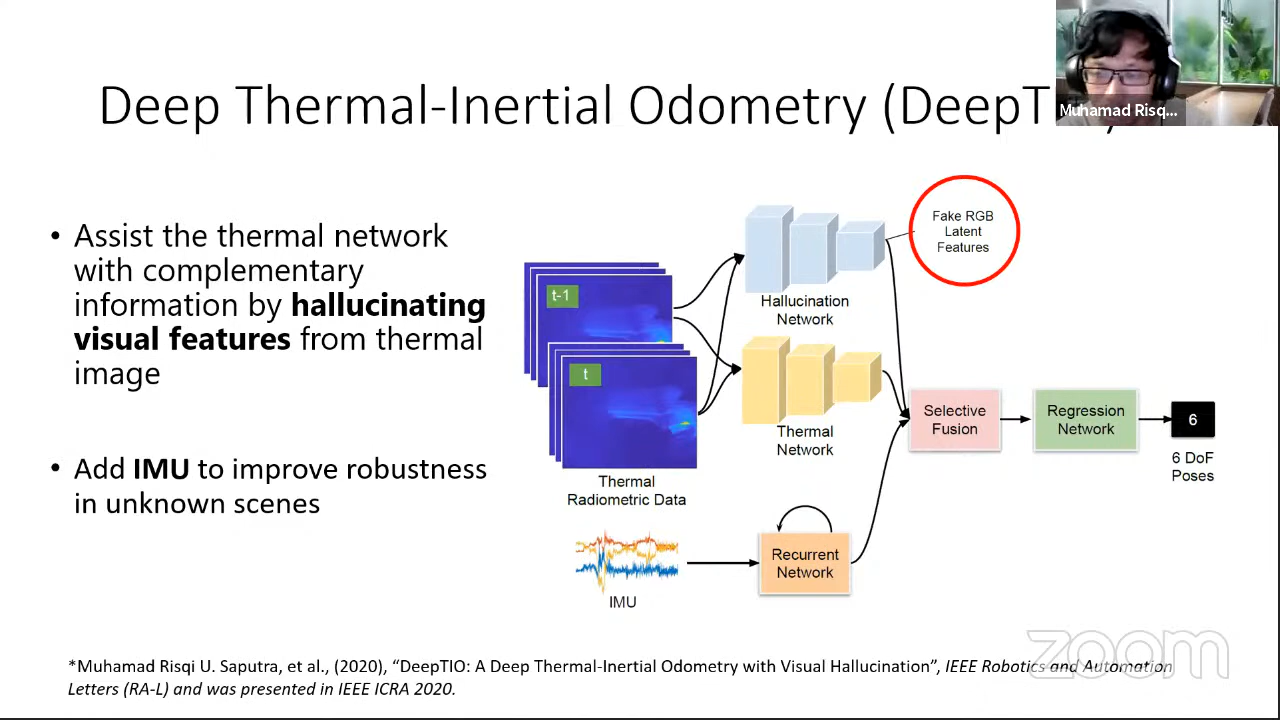 Deep Thermal-Inertial Odometry (DeepT
Muhamad Risq...
• Assist the thermal network
with complementary
information by hallucinating
visual features from thermal
image
• Add IMU to improve robustness
in unknown scenes
t-1
t
Thermal
Radiometric Data
IMU
Hallucination
Network
Fake RGB
Latent
Features
Thermal
Network
Recurrent
Network
Selective
Fusion
Regression
Network
6
6 DoF
Poses
*Muhamad Risqi U. Saputra, et al., (2020), “DeepTIO: A Deep Thermal-Inertial Odometry with Visual Hallucination”, IEEE Robotics and Automation
Letters (RA-L) and was presented in IEEE ICRA 2020.
zoom